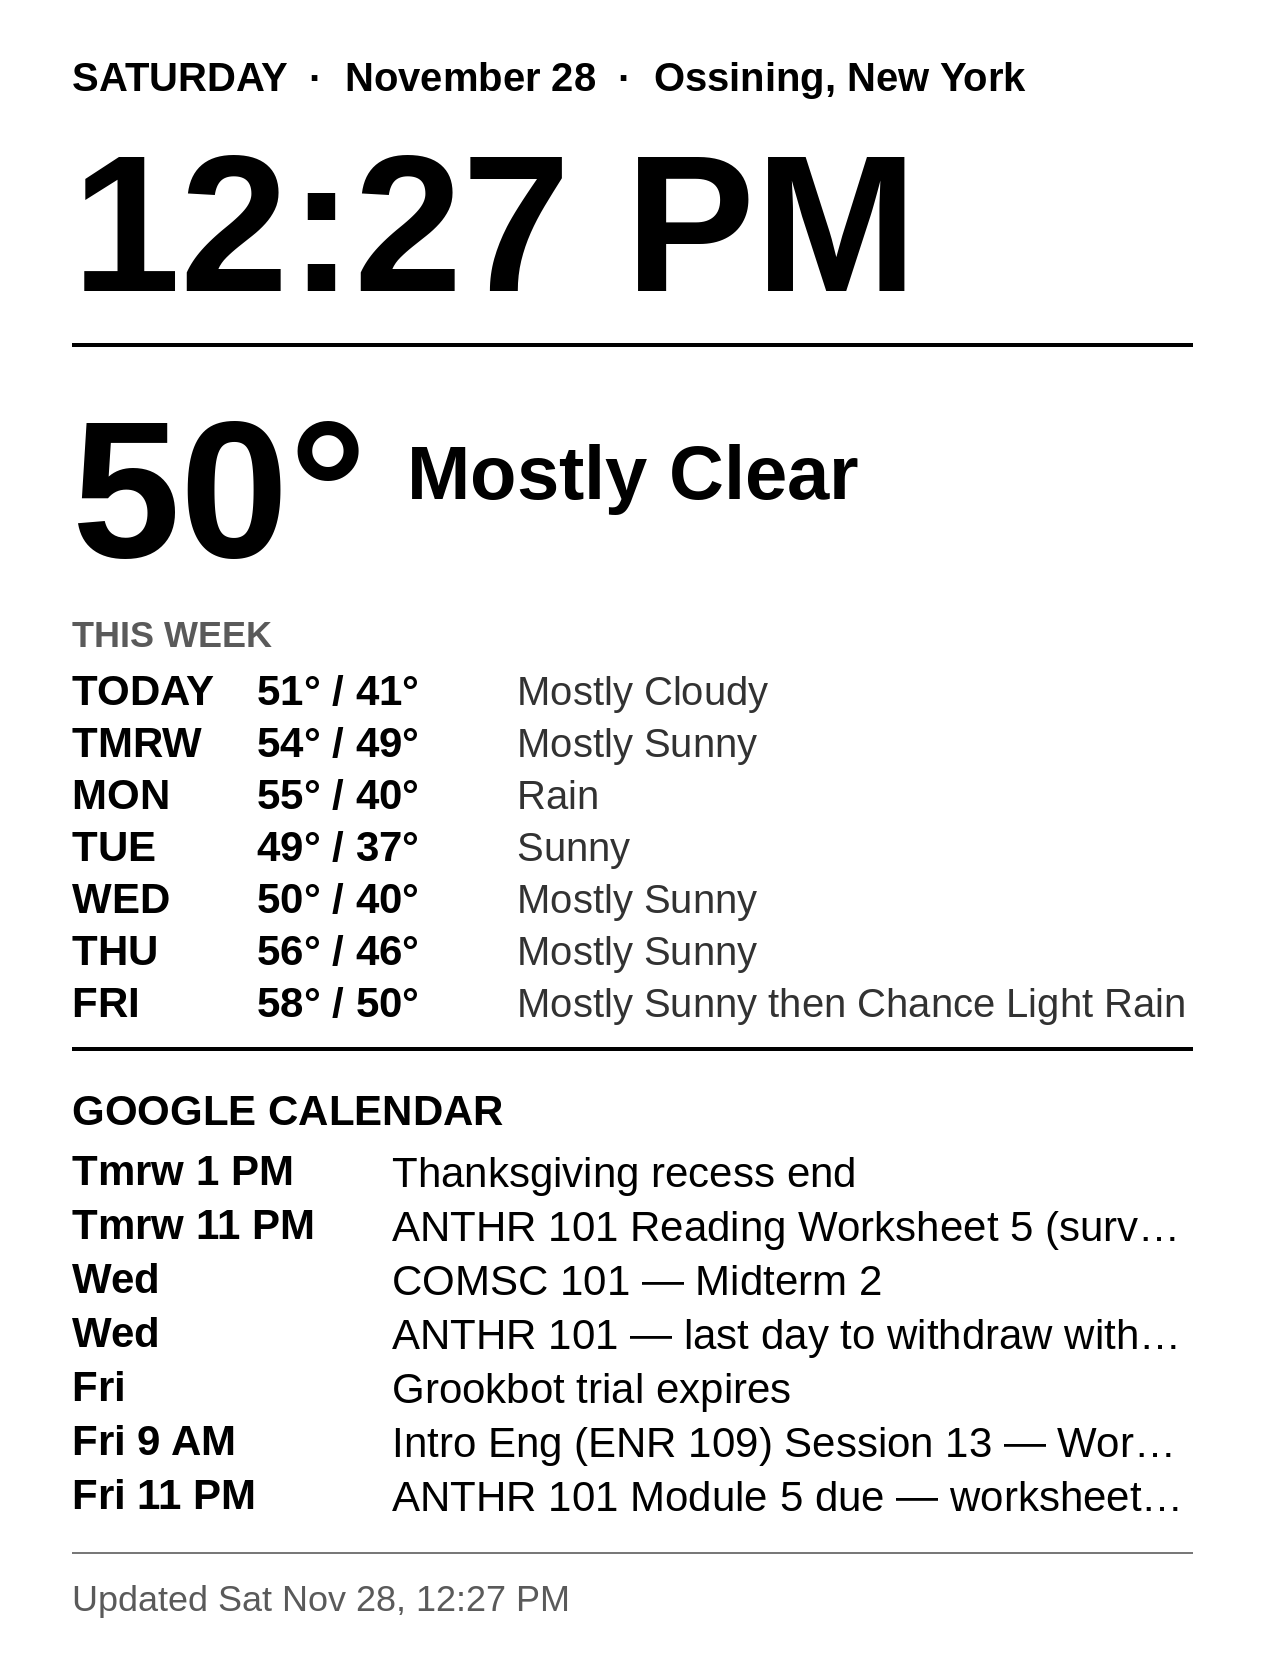 SATURDAY · November 28 · Ossining, New York
12:27 PM
50° Mostly Clear
THIS WEEK
TODAY 51° / 41° Mostly Cloudy
TMRW 54° / 49° Mostly Sunny
MON 55° / 40° Rain
TUE 49° / 37° Sunny
WED 50° / 40° Mostly Sunny
THU 56° / 46° Mostly Sunny
FRI 58° / 50° Mostly Sunny then Chance Light Rain
GOOGLE CALENDAR
Tmrw 1 PM Thanksgiving recess end
Tmrw 11 PM ANTHR 101 Reading Worksheet 5 (surv…
Wed COMSC 101 — Midterm 2
Wed ANTHR 101 — last day to withdraw with…
Fri Grookbot trial expires
Fri 9 AM Intro Eng (ENR 109) Session 13 — Wor…
Fri 11 PM ANTHR 101 Module 5 due — worksheet…
Updated Sat Nov 28, 12:27 PM